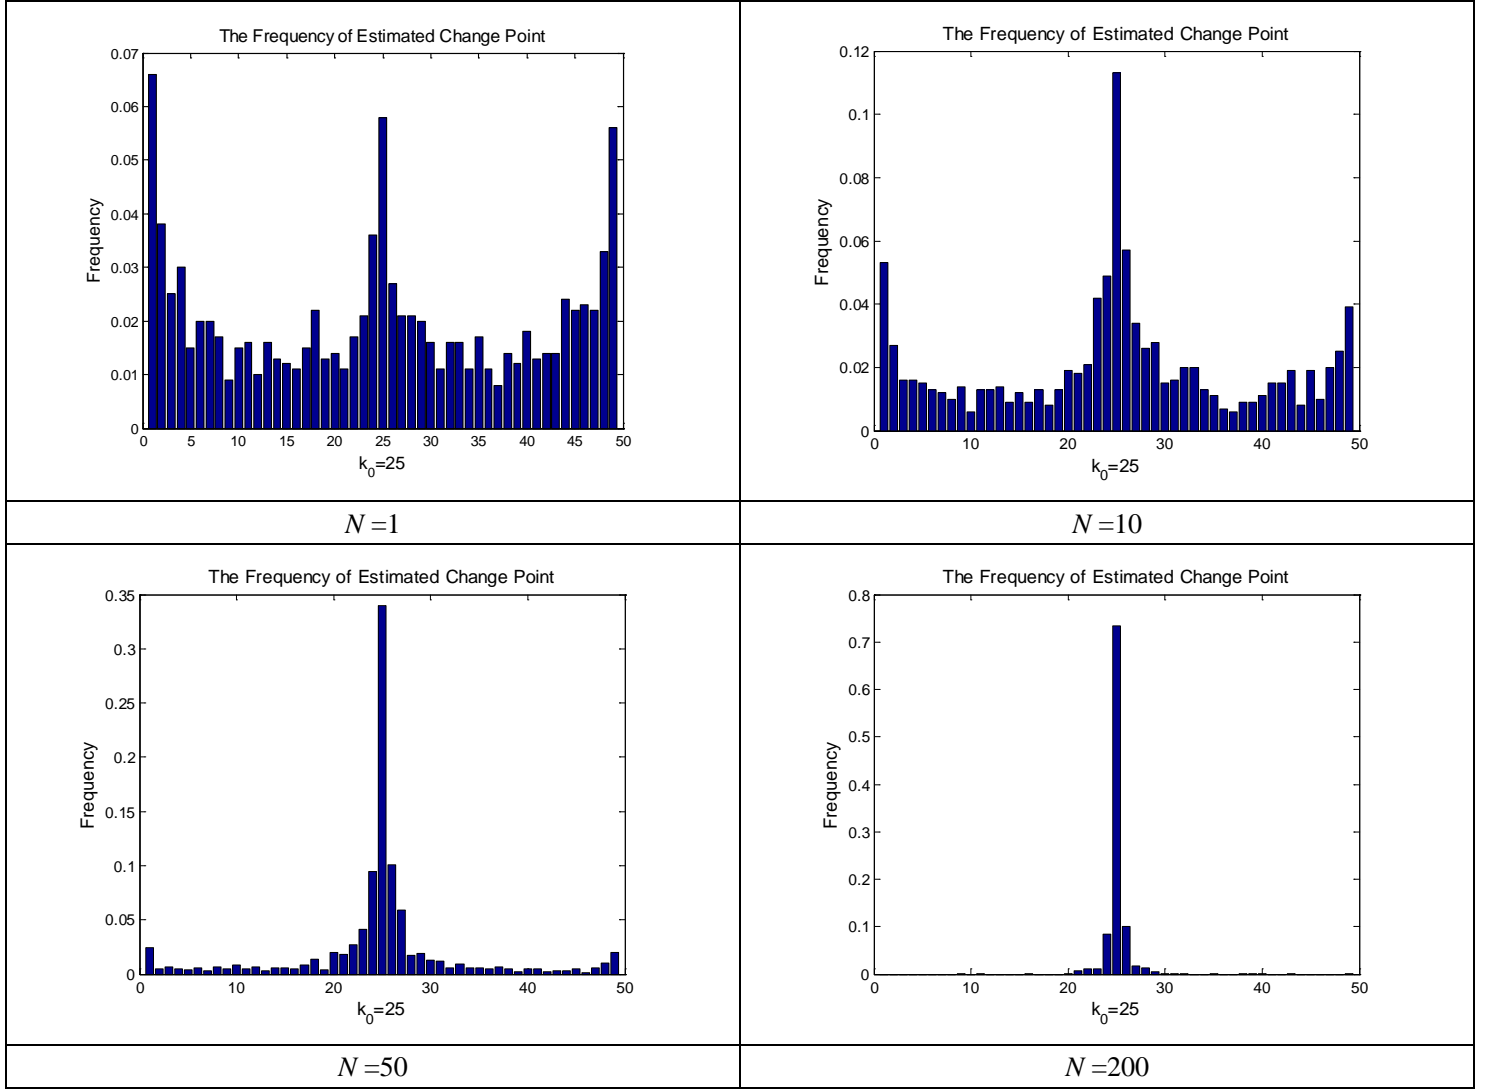 The Frequency of Estimated Change Point
0.07
0.06
0.05
0.04
0.03
0.02
0.01
0
Frequency
0 5 10 15 20 25 30 35 40 45 50
k0=25
N =1
The Frequency of Estimated Change Point
0.12
0.1
0.08
0.06
0.04
0.02
0
Frequency
0 10 20 30 40 50
k0=25
N =10
The Frequency of Estimated Change Point
0.35
0.3
0.25
0.2
0.15
0.1
0.05
0
Frequency
0 10 20 30 40 50
k0=25
N =50
The Frequency of Estimated Change Point
0.8
0.7
0.6
0.5
0.4
0.3
0.2
0.1
0
Frequency
0 10 20 30 40 50
k0=25
N =200